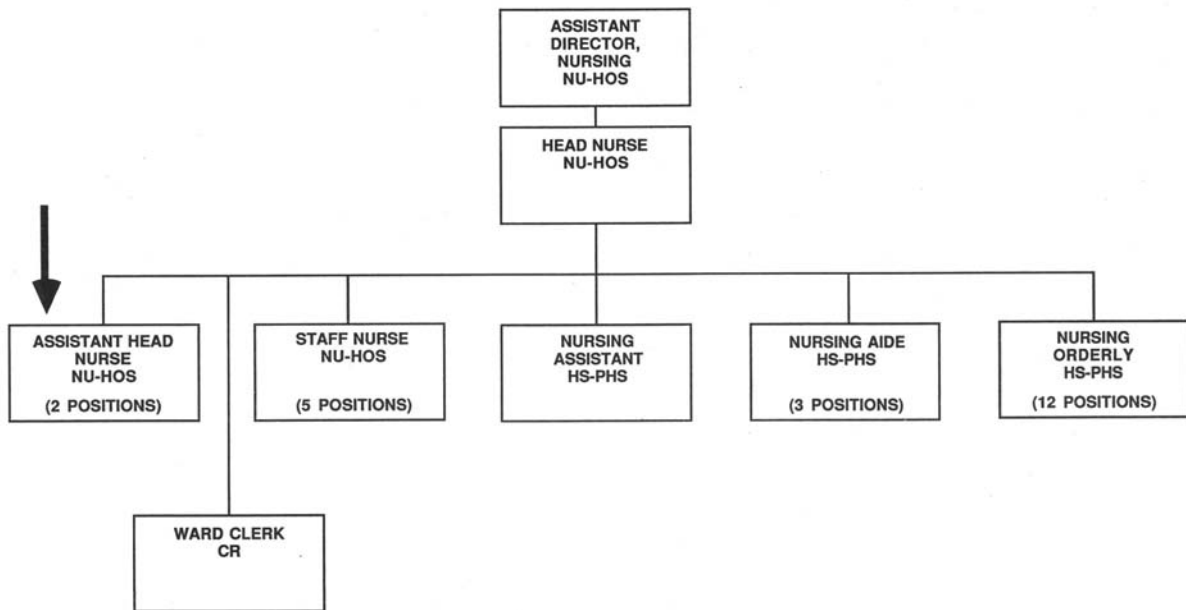 ASSISTANT
DIRECTOR,
NURSING
NU-HOS
HEAD NURSE
NU-HOS
ASSISTANT HEAD
NURSE
NU-HOS
(2 POSITIONS)
STAFF NURSE
NU-HOS
(5 POSITIONS)
NURSING
ASSISTANT
HS-PHS
NURSING AIDE
HS-PHS
(3 POSITIONS)
NURSING
ORDERLY
HS-PHS
(12 POSITIONS)
WARD CLERK
CR